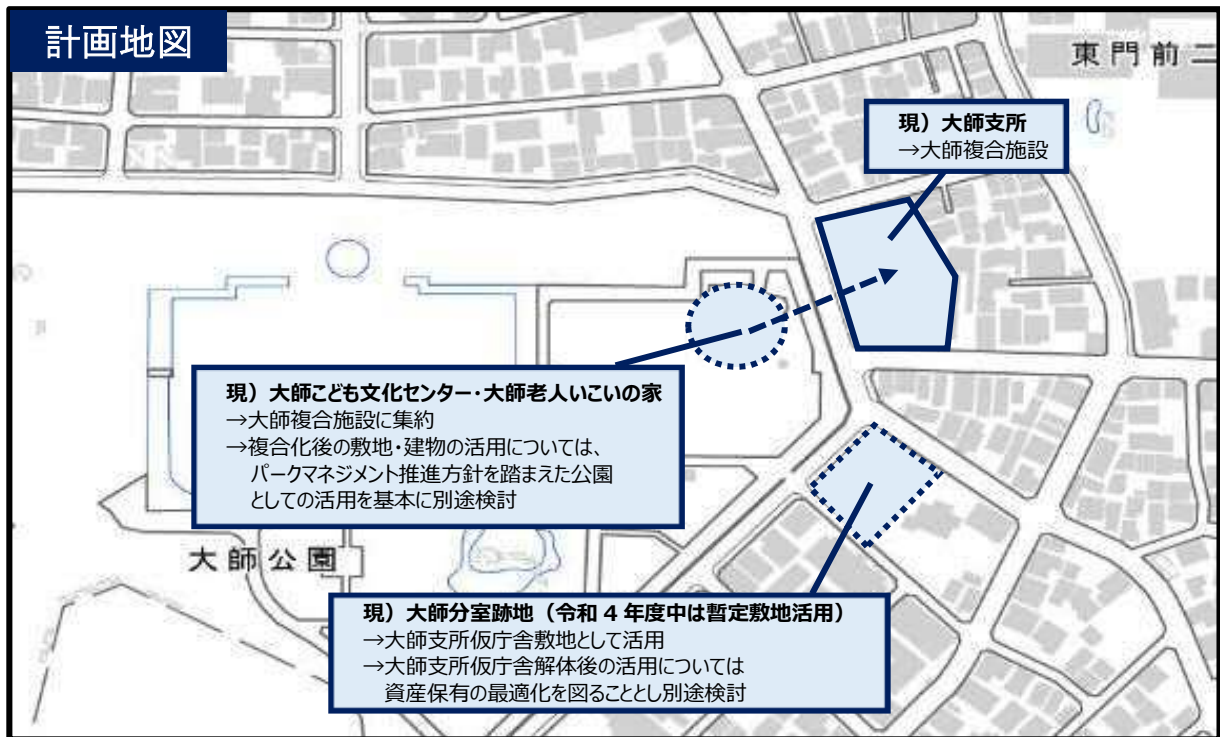 計画地図
東門前二
現）大師支所
→大師複合施設
現）大師こども文化センター・大師老人いこいの家
→大師複合施設に集約
→複合化後の敷地・建物の活用については、
パークマネジメント推進方針を踏まえた公園
としての活用を基本に別途検討
大師公園
現）大師分室跡地（令和４年度中は暫定敷地活用）
→大師支所仮庁舎敷地として活用
→大師支所仮庁舎解体後の活用については
資産保有の最適化を図ることとし別途検討